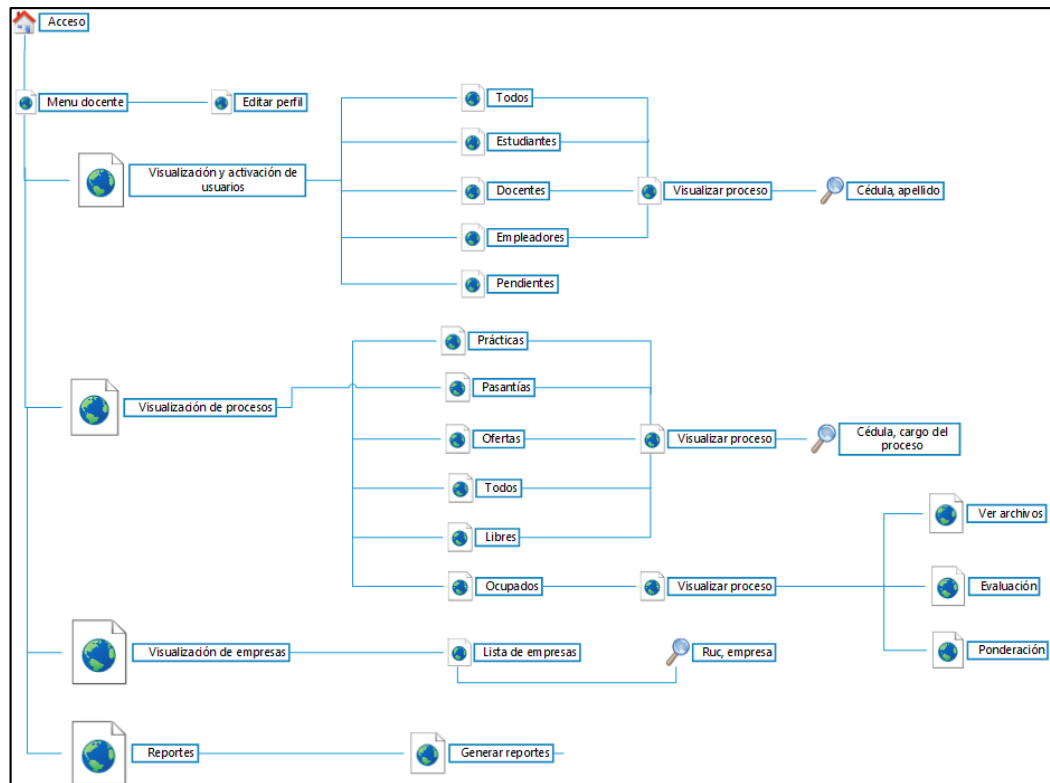 Acceso
Menu docente
Editar perfil
Todos
Estudiantes
Visualización y activación de
usuarios
Docentes
Visualizar proceso
Cédula, apellido
Empleadores
Pendientes
Prácticas
Pasantías
Visualización de procesos
Ofertas
Visualizar proceso
Cédula, cargo del
proceso
Todos
Libres
Ver archivos
Ocupados
Visualizar proceso
Evaluación
Visualización de empresas
Lista de empresas
Ruc, empresa
Ponderación
Reportes
Generar reportes